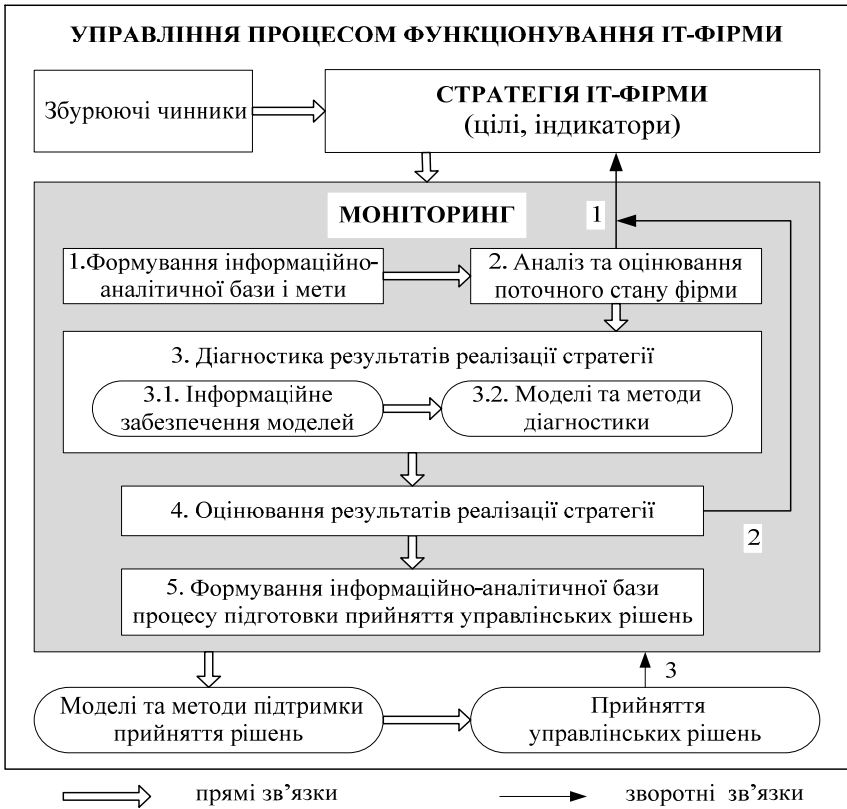 УПРАВЛІННЯ ПРОЦЕСОМ ФУНКЦІОНУВАННЯ ІТ-ФІРМИ
Збурюючі чинники
СТРАТЕГІЯ ІТ-ФІРМИ
(цілі, індикатори)
МОНІТОРИНГ
1
1.Формування інформаційно-
аналітичної бази і мети
2. Аналіз та оцінювання
поточного стану фірми
3. Діагностика результатів реалізації стратегії
3.1. Інформаційне
забезпечення моделей
3.2. Моделі та методи
діагностики
4. Оцінювання результатів реалізації стратегії
2
5. Формування інформаційно-аналітичної бази
процесу підготовки прийняття управлінських рішень
3
Моделі та методи підтримки
прийняття рішень
Прийняття
управлінських рішень
прямі зв’язки
зворотні зв’язки